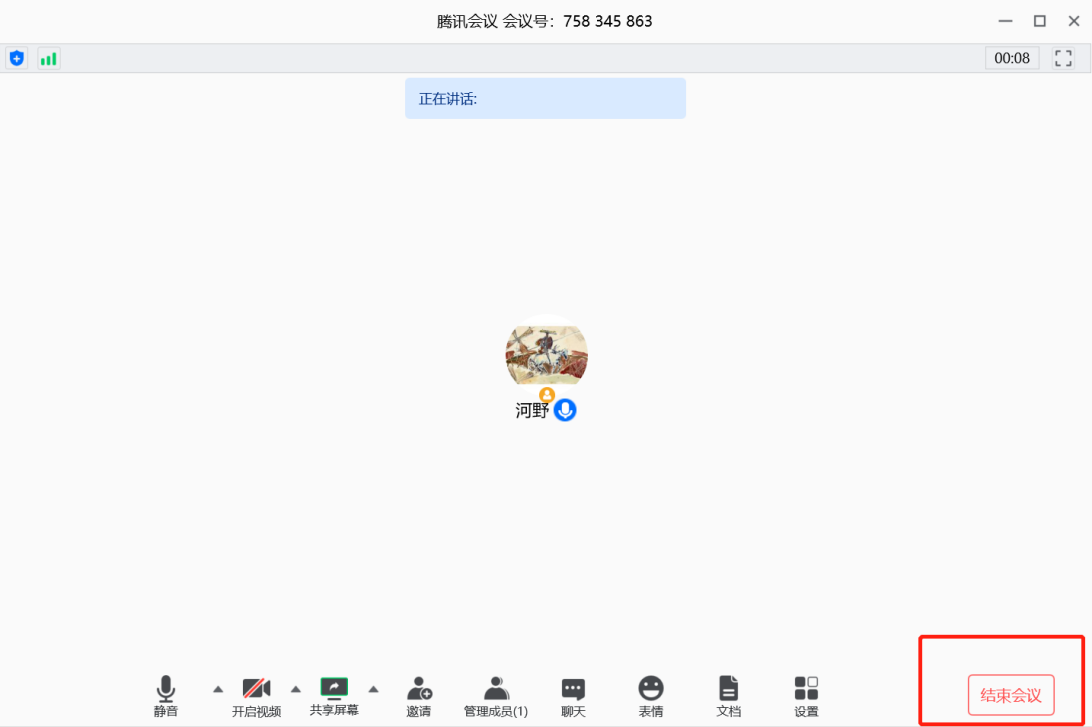 腾讯会议 会议号：758 345 863
00:08
正在讲话:
河野
静音
开启视频
共享屏幕
邀请
管理成员(1)
聊天
表情
文档
设置
结束会议